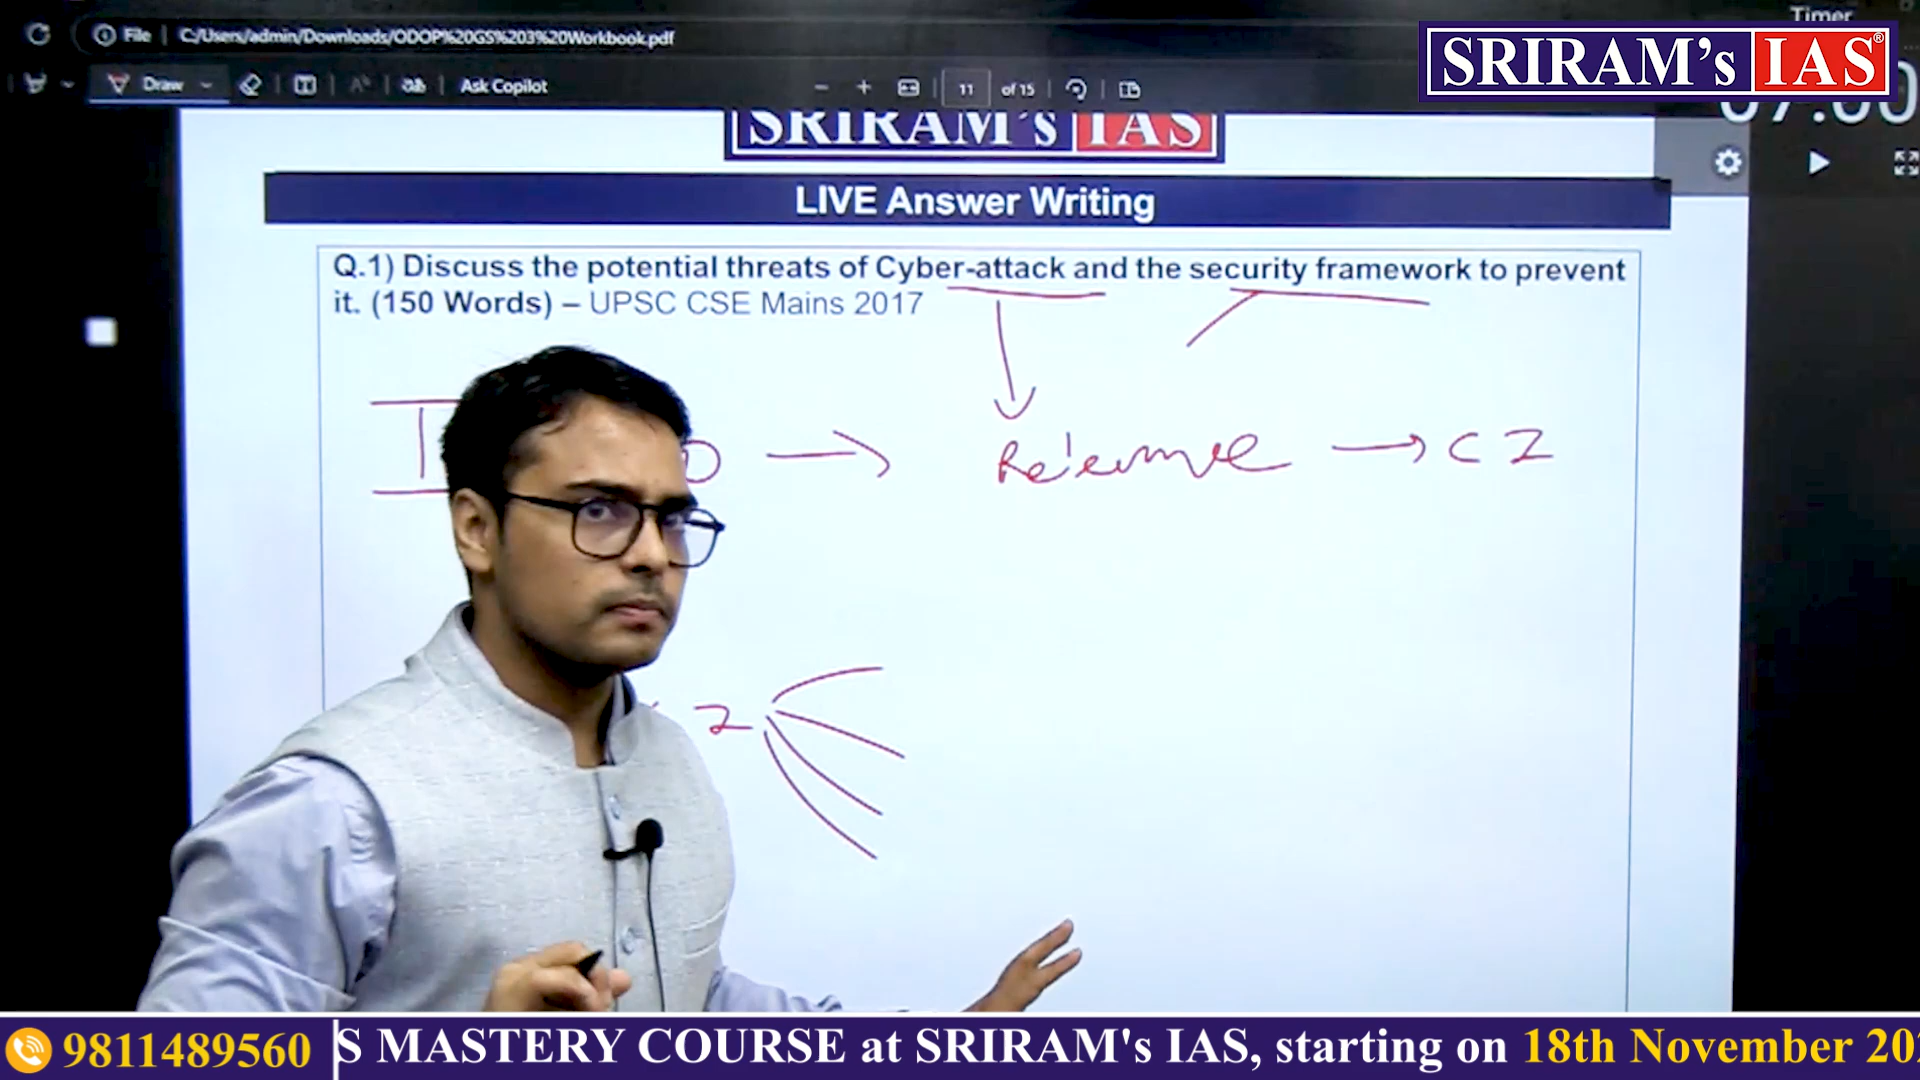 Timer
File | C:/Users/admin/Downloads/ODOP%20GS%203%20Workbook.pdf
SRIRAM's IAS®
Draw
Ask Copilot
11 of 15
SRIRAM's IAS
LIVE Answer Writing
Q.1) Discuss the potential threats of Cyber-attack and the security framework to prevent
it. (150 Words) – UPSC CSE Mains 2017
9811489560 S MASTERY COURSE at SRIRAM's IAS, starting on 18th November 20